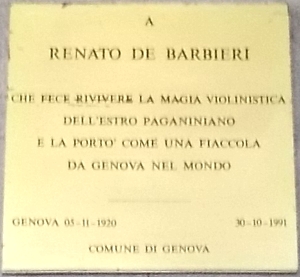 A
RENATO DE BARBIERI
CHE FECE RIVIVERE LA MAGIA VIOLINISTICA
DELL'ESTRO PAGANINIANO
E LA PORTO' COME UNA FIACCOLA
DA GENOVA NEL MONDO
GENOVA 05-11-1920 30-10-1991
COMUNE DI GENOVA